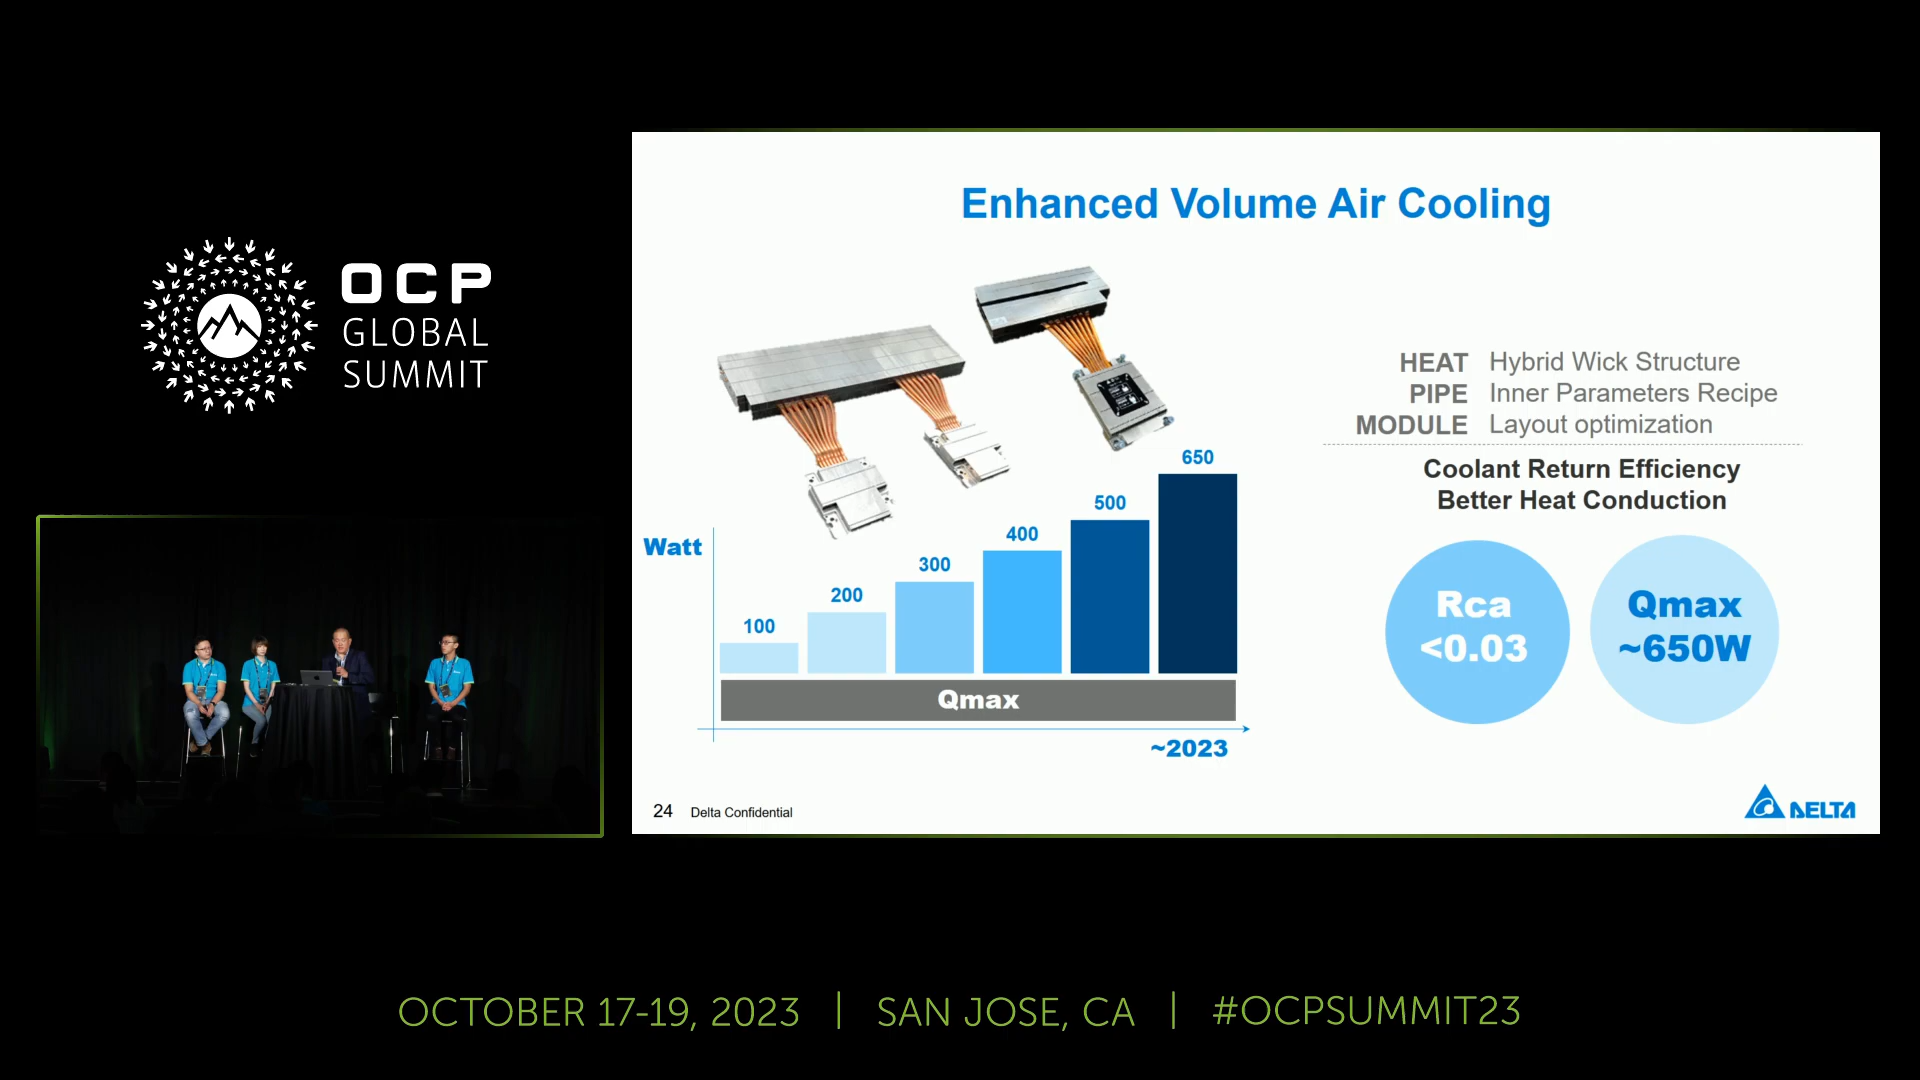 OCP
GLOBAL
SUMMIT
Enhanced Volume Air Cooling
HEAT Hybrid Wick Structure
PIPE Inner Parameters Recipe
MODULE Layout optimization
Coolant Return Efficiency
Better Heat Conduction
Rca
<0.03
Qmax
~650W
Watt
100
200
300
400
500
650
Qmax
~2023
24 Delta Confidential
DELTA
OCTOBER 17-19, 2023 | SAN JOSE, CA | #OCPSUMMIT23